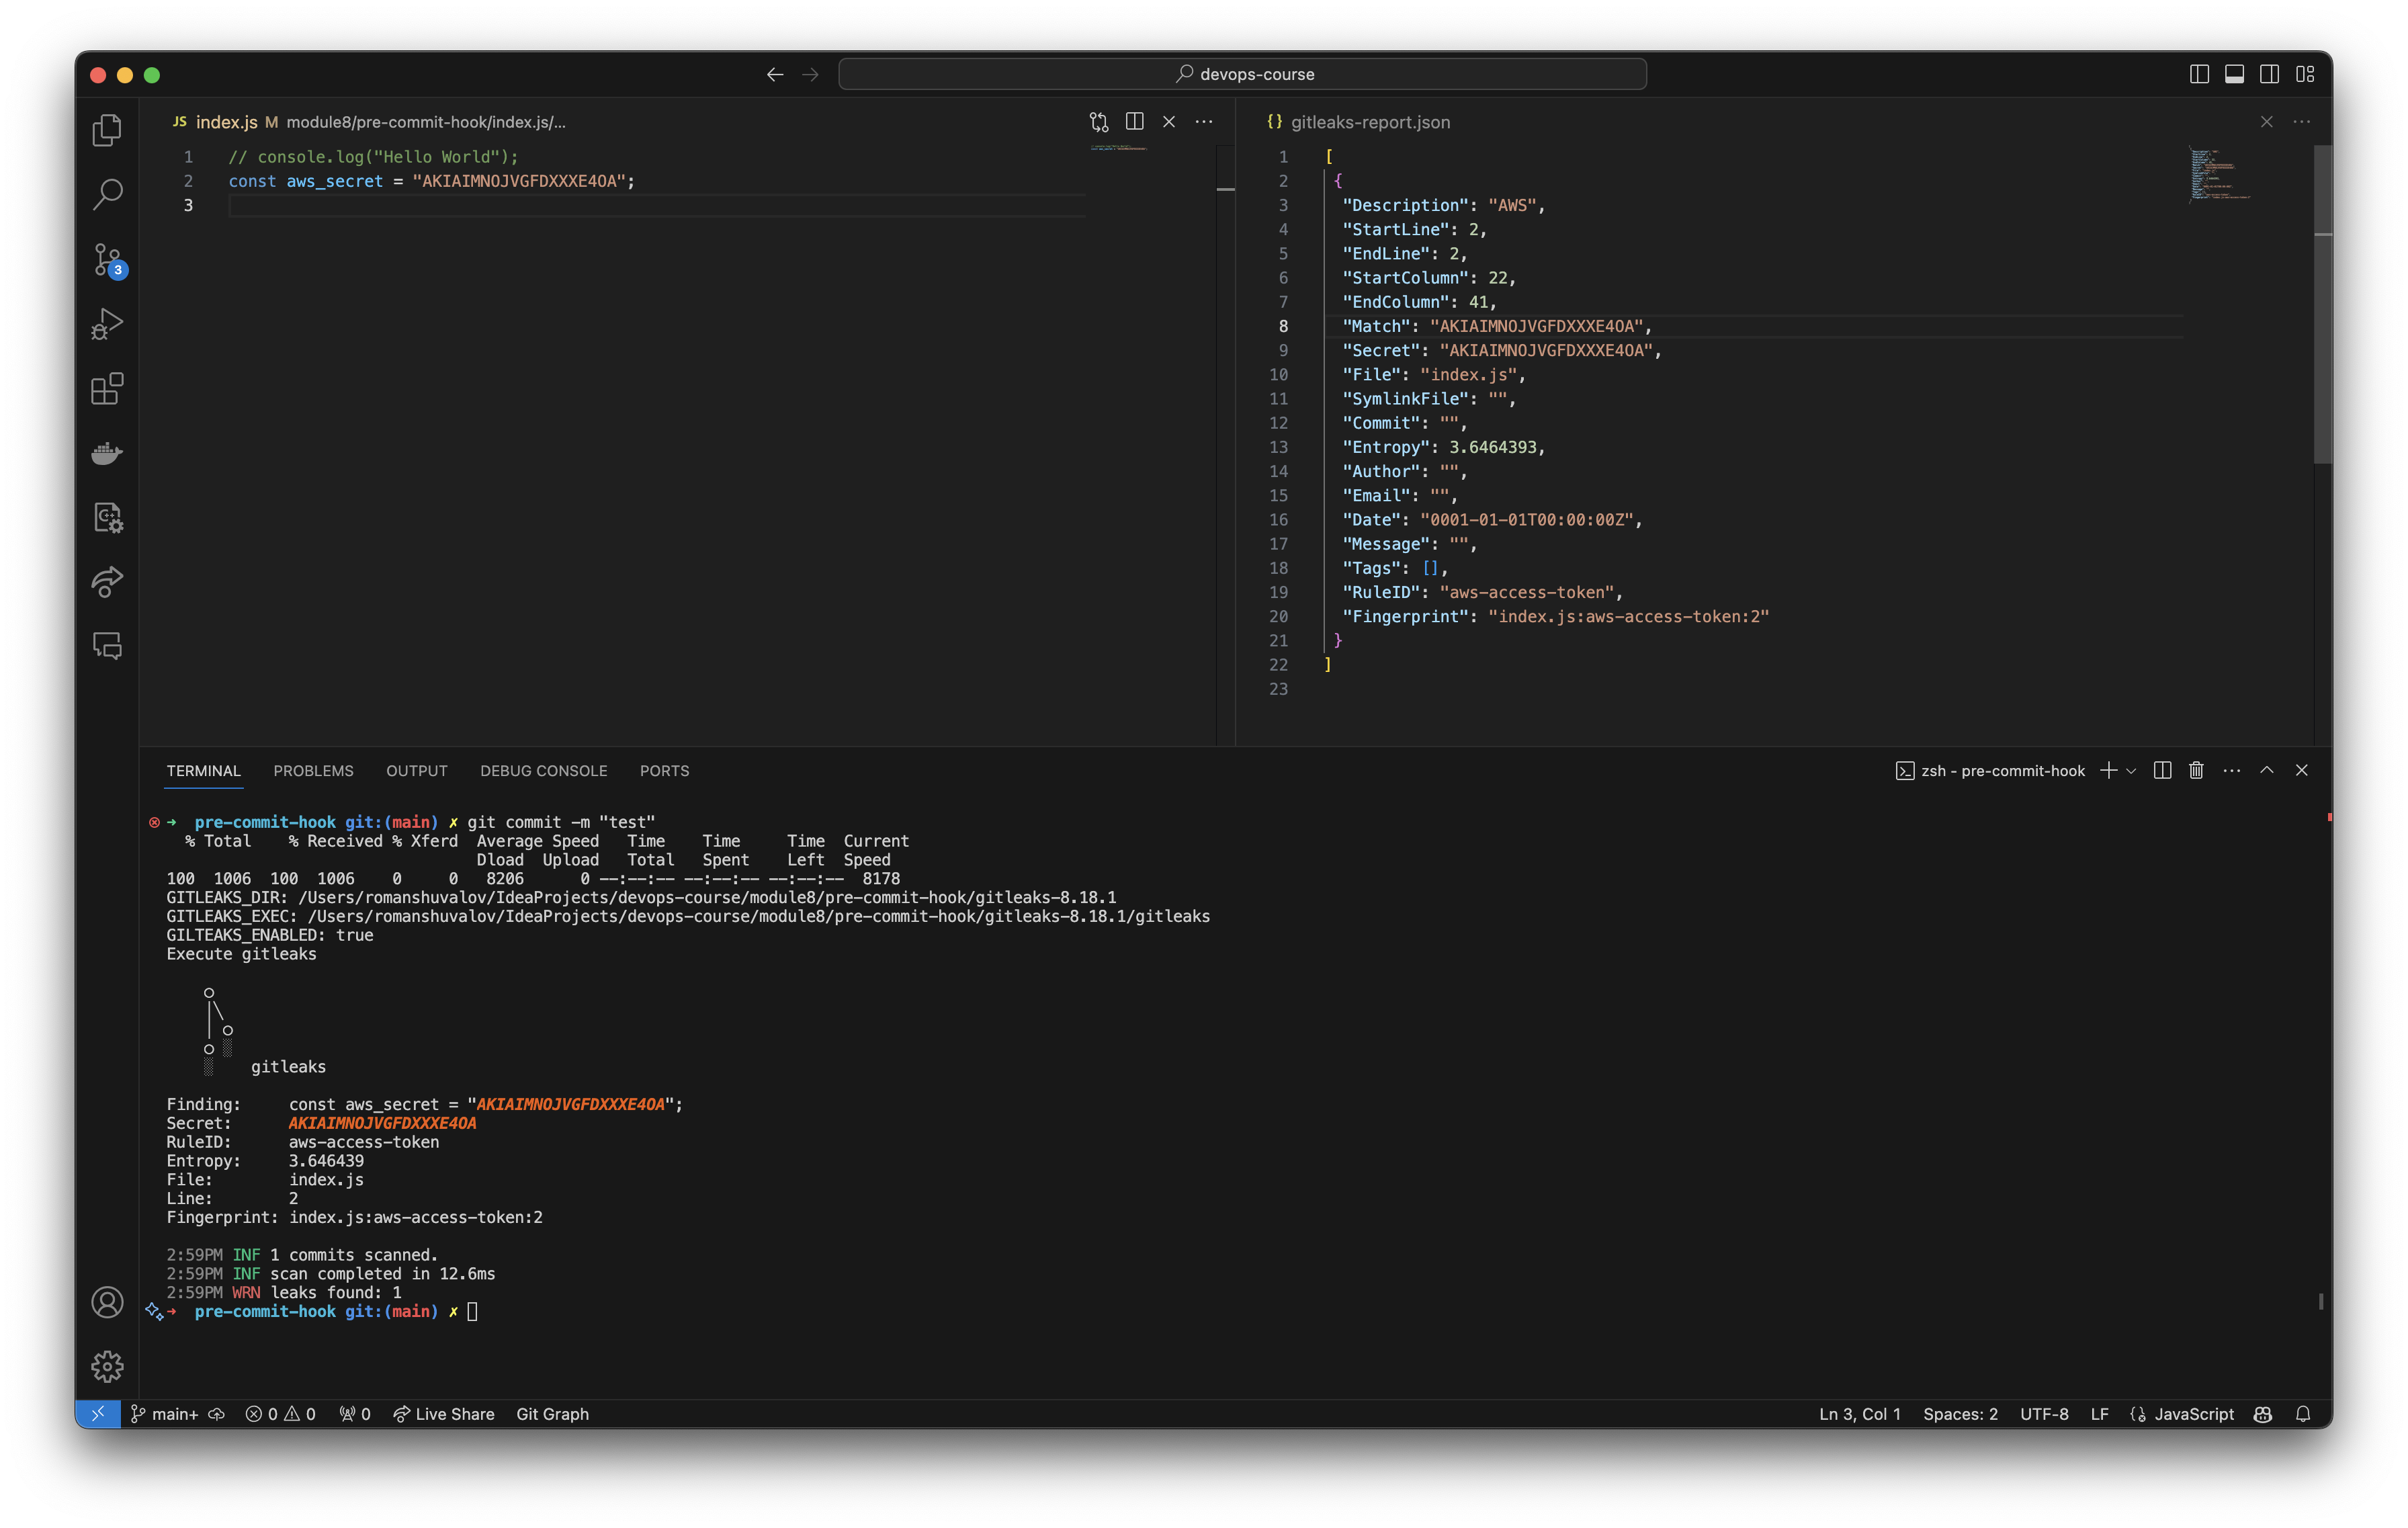 devops-course
JS index.js M module8/pre-commit-hook/index.js/...
1 // console.log("Hello World");
2 const aws_secret = "AKIAIMNOJVGFDXXXE4OA";
3
{} gitleaks-report.json
1 [
2 {
3 "Description": "AWS",
4 "StartLine": 2,
5 "EndLine": 2,
6 "StartColumn": 22,
7 "EndColumn": 41,
8 "Match": "AKIAIMNOJVGFDXXXE4OA",
9 "Secret": "AKIAIMNOJVGFDXXXE4OA",
10 "File": "index.js",
11 "SymlinkFile": "",
12 "Commit": "",
13 "Entropy": 3.6464393,
14 "Author": "",
15 "Email": "",
16 "Date": "0001-01-01T00:00:00Z",
17 "Message": "",
18 "Tags": [],
19 "RuleID": "aws-access-token",
20 "Fingerprint": "index.js:aws-access-token:2"
21 }
22 ]
23
3
TERMINAL PROBLEMS OUTPUT DEBUG CONSOLE PORTS
zsh - pre-commit-hook
➜ pre-commit-hook git:(main) ✗ git commit -m "test"
% Total % Received % Xferd Average Speed Time Time Time Current
Dload Upload Total Spent Left Speed
100 1006 100 1006 0 0 8206 0 --:--:-- --:--:-- --:--:-- 8178
GITLEAKS_DIR: /Users/romanshuvalov/IdeaProjects/devops-course/module8/pre-commit-hook/gitleaks-8.18.1
GITLEAKS_EXEC: /Users/romanshuvalov/IdeaProjects/devops-course/module8/pre-commit-hook/gitleaks-8.18.1/gitleaks
GILTEAKS_ENABLED: true
Execute gitleaks
○
│╲
│ ○
○ ░
░ gitleaks
Finding: const aws_secret = "AKIAIMNOJVGFDXXXE4OA";
Secret: AKIAIMNOJVGFDXXXE4OA
RuleID: aws-access-token
Entropy: 3.646439
File: index.js
Line: 2
Fingerprint: index.js:aws-access-token:2
2:59PM INF 1 commits scanned.
2:59PM INF scan completed in 12.6ms
2:59PM WRN leaks found: 1
➜ pre-commit-hook git:(main) ✗
main+ 0 0 0 Live Share Git Graph
Ln 3, Col 1 Spaces: 2 UTF-8 LF JavaScript